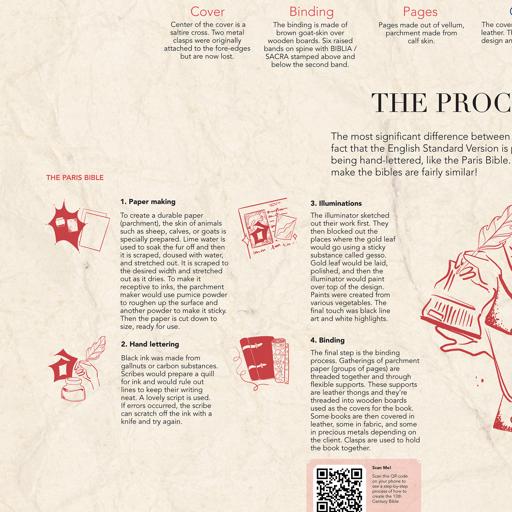 Cover
Center of the cover is a
saltire cross. Two metal
clasps were originally
attached to the fore-edges
but are now lost.
Binding
The binding is made of
brown goat-skin over
wooden boards. Six raised
bands on spine with BIBLIA /
SACRA stamped above and
below the second band.
Pages
Pages made out of vellum,
parchment made from
calf skin.
The cove
leather. T
design an
THE PROC
The most significant difference between
fact that the English Standard Version is p
being hand-lettered, like the Paris Bible.
make the bibles are fairly similar!
THE PARIS BIBLE
1. Paper making
To create a durable paper
(parchment), the skin of animals
such as sheep, calves, or goats is
specially prepared. Lime water is
used to soak the fur off and then
it is scraped, doused with water,
and stretched out. It is scraped to
the desired width and stretched
out as it dries. To make it
receptive to inks, the parchment
maker would use pumice powder
to roughen up the surface and
another powder to make it sticky.
Then the paper is cut down to
size, ready for use.
2. Hand lettering
Black ink was made from
gallnuts or carbon substances.
Scribes would prepare a quill
for ink and would rule out
lines to keep their writing
neat. A lovely script is used.
If errors occurred, the scribe
can scratch off the ink with a
knife and try again.
3. Illuminations
The illuminator sketched
out their work first. They
then blocked out the
places where the gold leaf
would go using a sticky
substance called gesso.
Gold leaf would be laid,
polished, and then the
illuminator would paint
over top of the design.
Paints were created from
various vegetables. The
final touch was black line
art and white highlights.
4. Binding
The final step is the binding
process. Gatherings of parchment
paper (groups of pages) are
threaded together and through
flexible supports. These supports
are leather thongs and they're
threaded into wooden boards
used as the covers for the book.
Some books are then covered in
leather, some in fabric, and some
in precious metals depending on
the client. Clasps are used to hold
the book together.
Scan Me!
Scan this QR code
on your phone to
see a step-by-step
process of how to
create the 13th
Century Bible